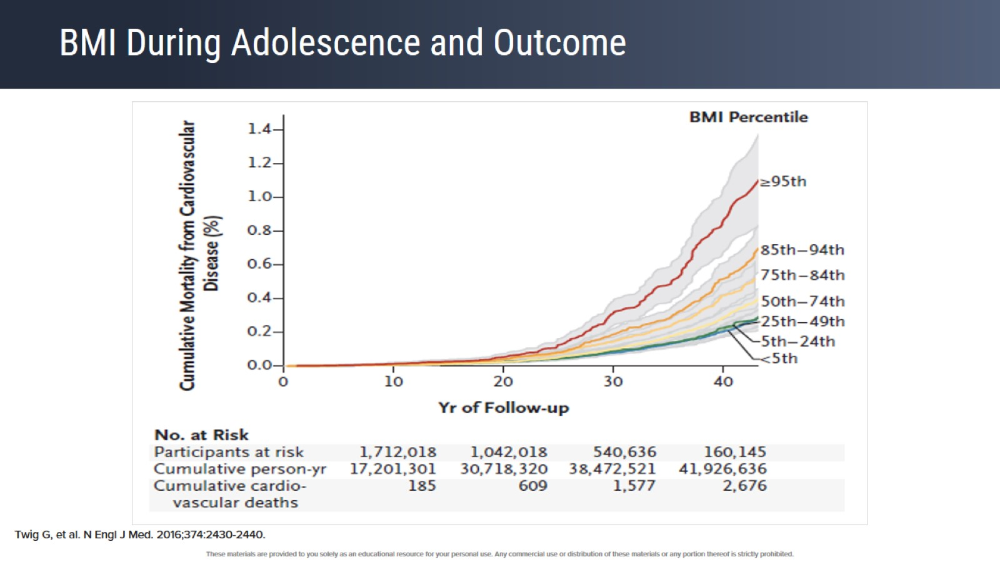 BMI During Adolescence and Outcome
Cumulative Mortality from Cardiovascular
Disease (%)
BMI Percentile
1.4
1.2
1.0
0.8
0.6
0.4
0.2
0.0
≥95th
85th–94th
75th–84th
50th–74th
25th–49th
5th–24th
<5th
0 10 20 30 40
Yr of Follow-up
No. at Risk
Participants at risk 1,712,018 1,042,018 540,636 160,145
Cumulative person-yr 17,201,301 30,718,320 38,472,521 41,926,636
Cumulative cardio- 185 609 1,577 2,676
vascular deaths
Twig G, et al. N Engl J Med. 2016;374:2430-2440.
These materials are provided to you solely as an educational resource for your personal use. Any commercial use or distribution of these materials or any portion thereof is strictly prohibited.